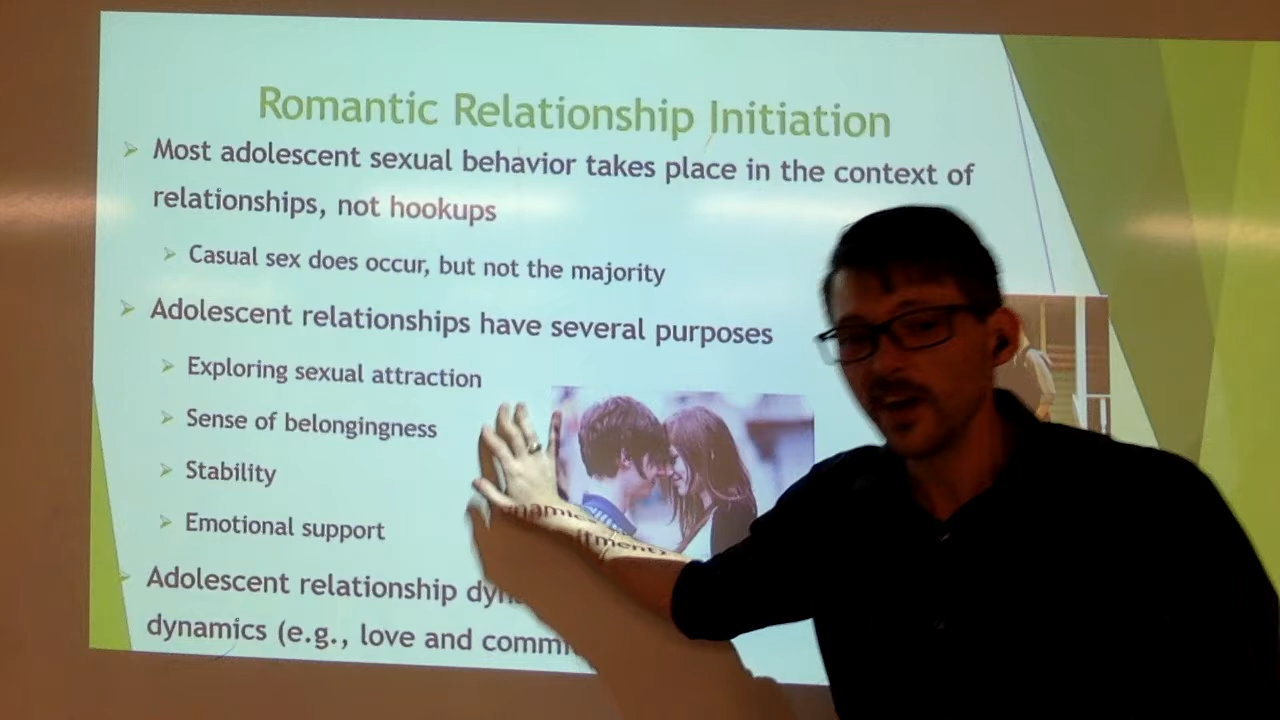 Romantic Relationship Initiation
Most adolescent sexual behavior takes place in the context of
relationships, not hookups
Casual sex does occur, but not the majority
Adolescent relationships have several purposes
Exploring sexual attraction
Sense of belongingness
Stability
Emotional support
Adolescent relationship
dynamics (e.g., love and